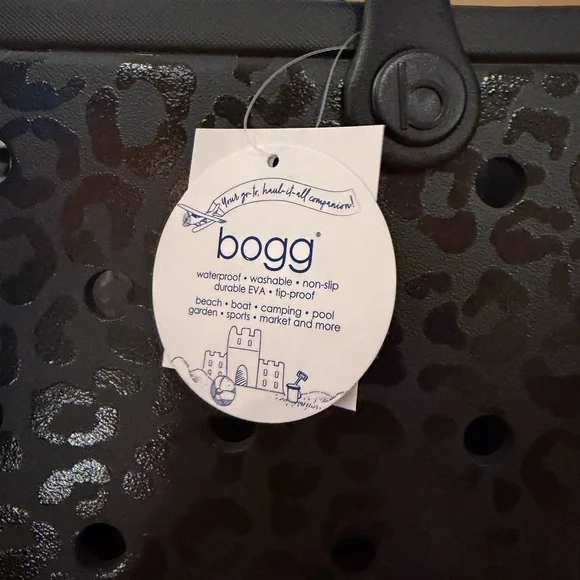 b
Your go-to, haul-it-all companion!
bogg®
waterproof • washable • non-slip
durable EVA • tip-proof
beach • boat • camping • pool
garden • sports • market and more